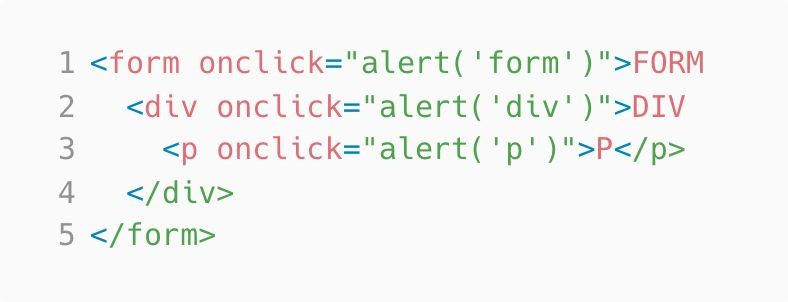 1 <form onclick="alert('form')">FORM
2   <div onclick="alert('div')">DIV
3     <p onclick="alert('p')">P</p>
4   </div>
5 </form>